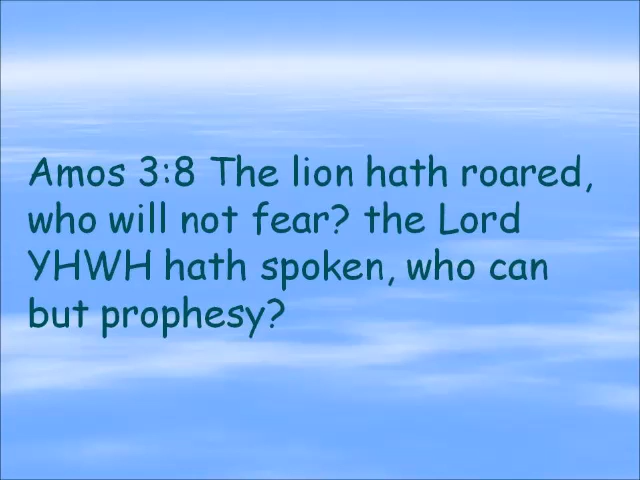 Amos 3:8 The lion hath roared,
who will not fear? the Lord
YHWH hath spoken, who can
but prophesy?